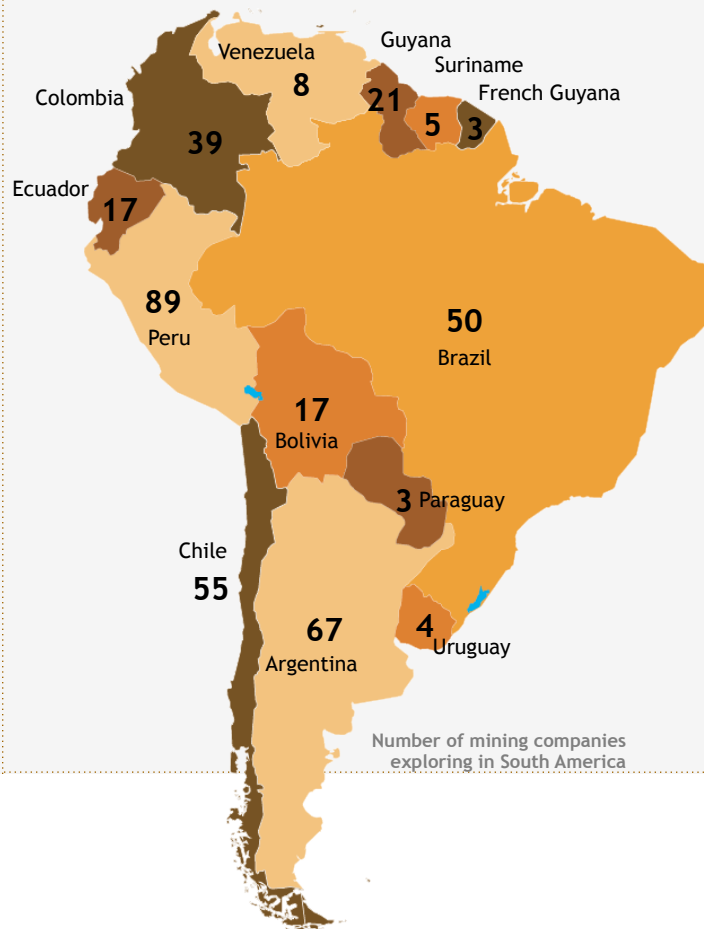 Guyana
Venezuela
Suriname
8
French Guyana
Colombia
21
5
3
39
Ecuador
17
89
Peru
50
Brazil
17
Bolivia
3 Paraguay
Chile
55
67
4
Uruguay
Argentina
Number of mining companies
exploring in South America